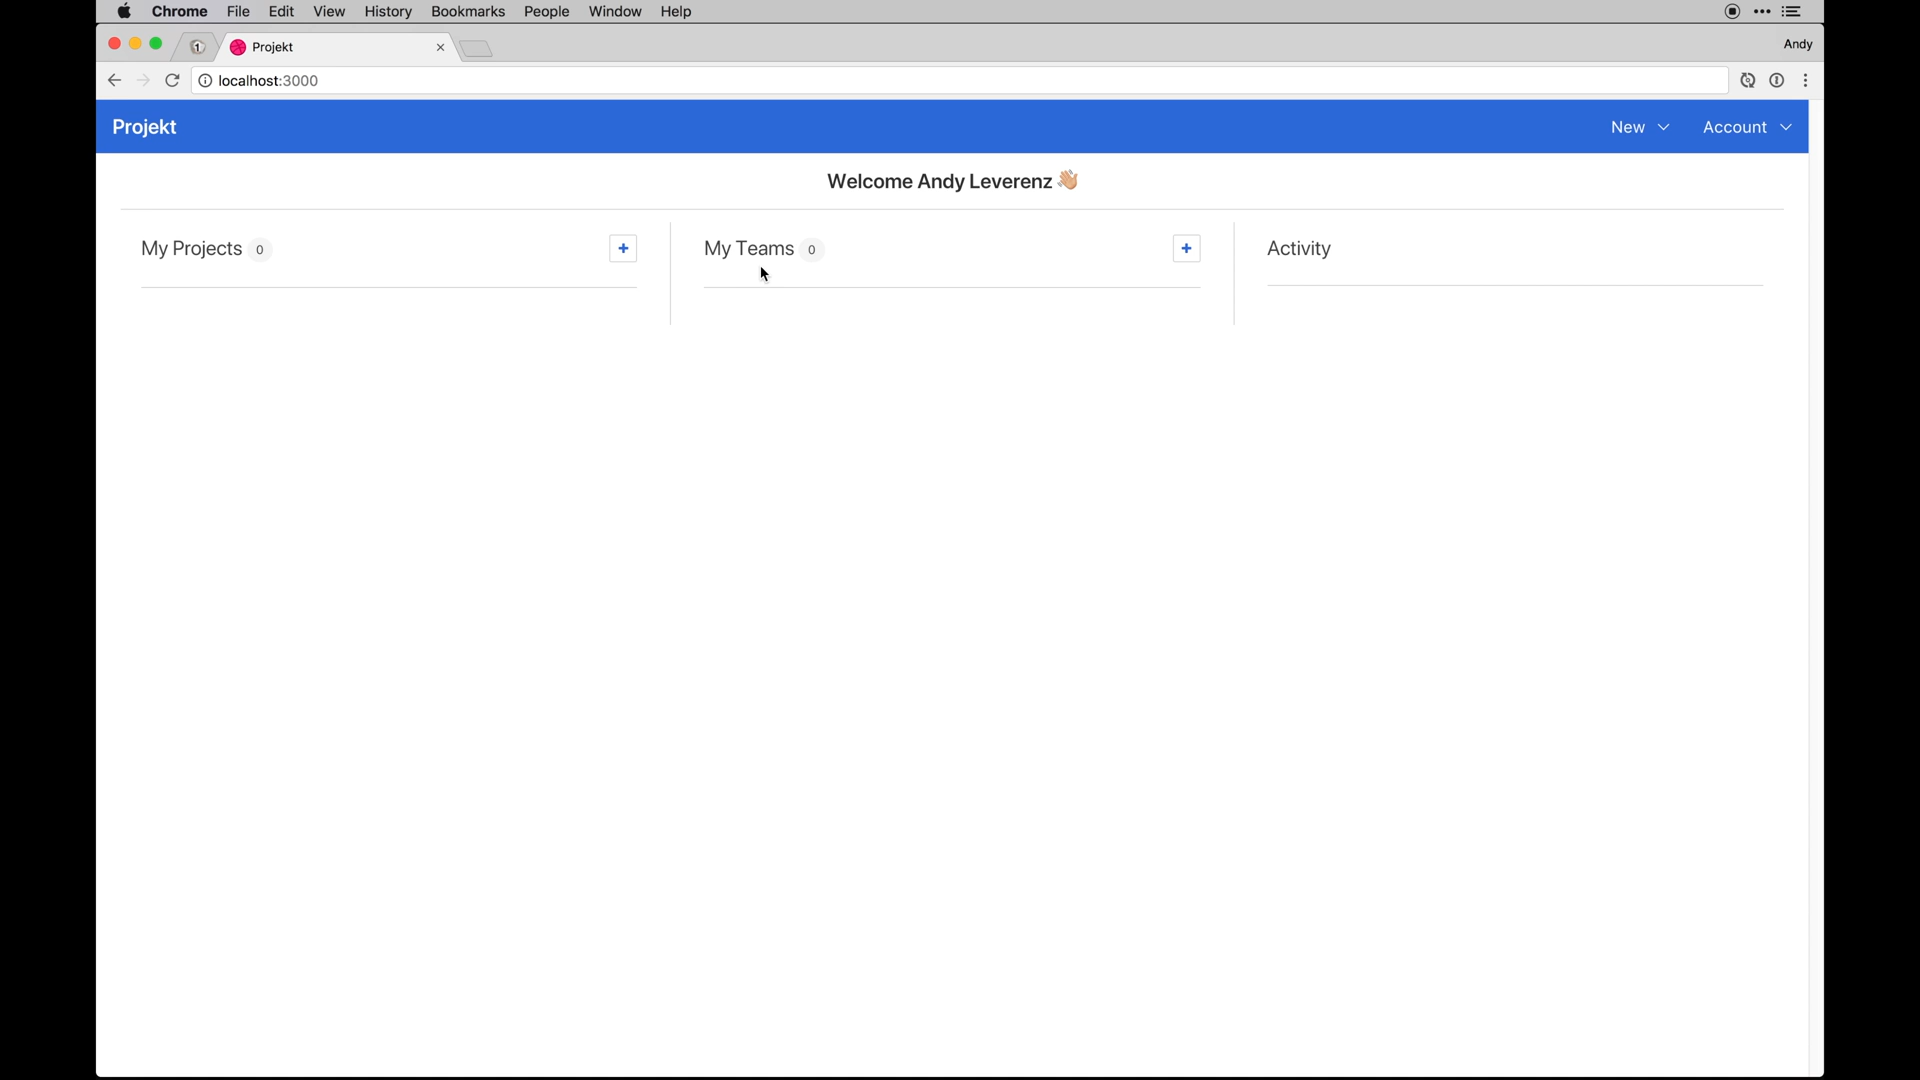 Chrome File Edit View History Bookmarks People Window Help
1 Projekt Andy
localhost:3000
Projekt New Account
Welcome Andy Leverenz 👋🏼
My Projects 0 + My Teams 0 + Activity